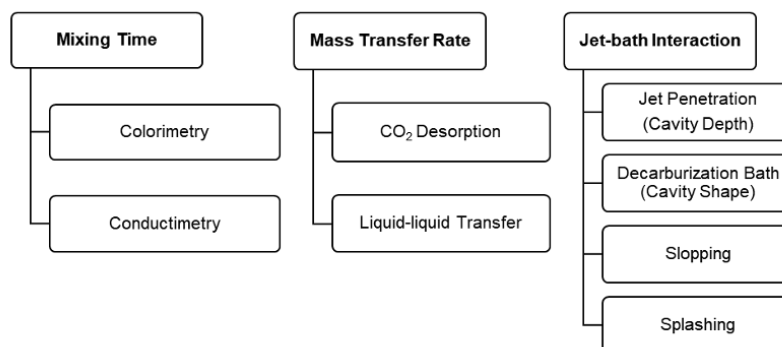 Mixing Time
Colorimetry
Conductimetry
Mass Transfer Rate
CO₂ Desorption
Liquid-liquid Transfer
Jet-bath Interaction
Jet Penetration
(Cavity Depth)
Decarburization Bath
(Cavity Shape)
Slopping
Splashing